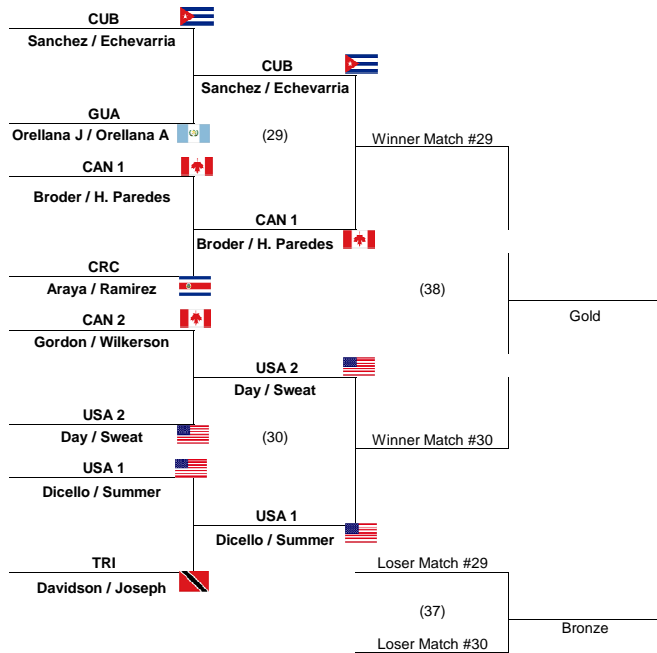 CUB
Sanchez / Echevarria
CUB
Sanchez / Echevarria
GUA
Orellana J / Orellana A
(29)
Winner Match #29
CAN 1
Broder / H. Paredes
CAN 1
Broder / H. Paredes
CRC
Araya / Ramirez
(38)
Gold
CAN 2
Gordon / Wilkerson
USA 2
Day / Sweat
USA 2
Day / Sweat
(30)
Winner Match #30
USA 1
Dicello / Summer
USA 1
Dicello / Summer
TRI
Davidson / Joseph
Loser Match #29
(37)
Bronze
Loser Match #30